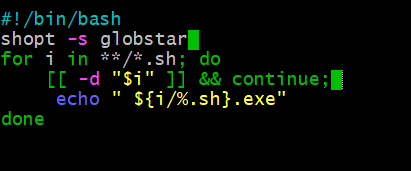 #!/bin/bash
shopt -s globstar
for i in **/*.sh; do
    [[ -d "$i" ]] && continue;
     echo " ${i/%.sh}.exe"
done